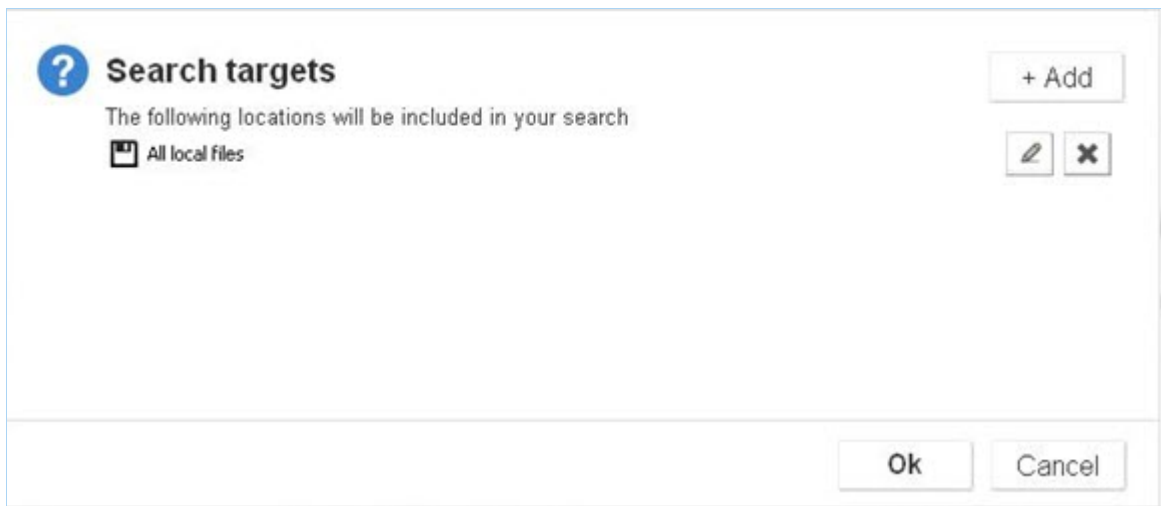 Search targets
+ Add
The following locations will be included in your search
All local files
Ok
Cancel